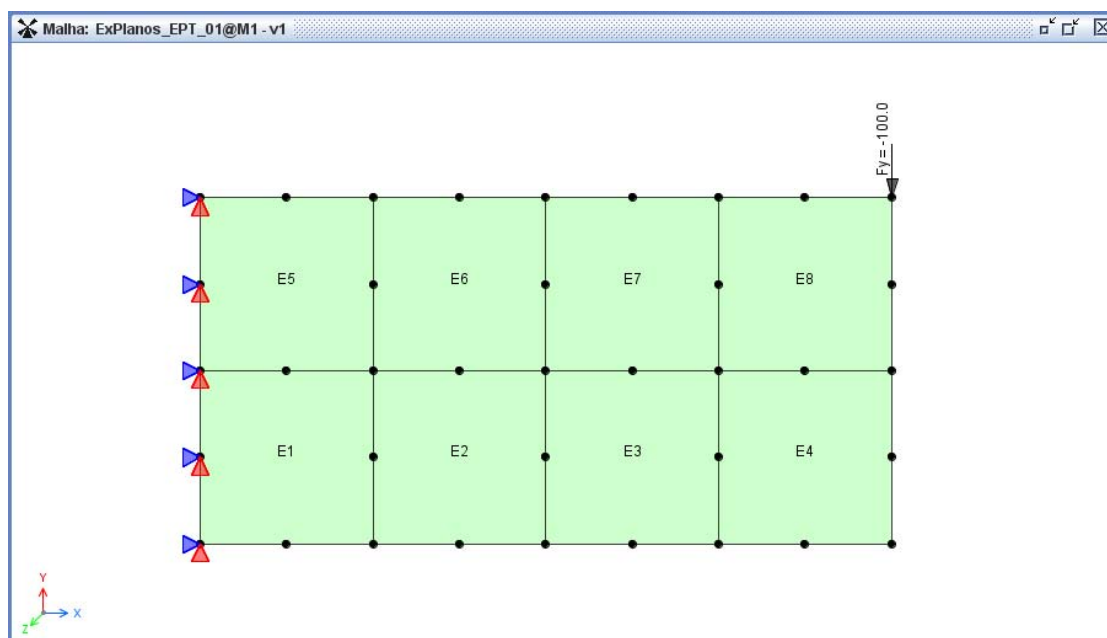 Malha: ExPlanos_EPT_01@M1 - v1
Fy = -100.0
E5 E6 E7 E8
E1 E2 E3 E4
Y
X
Z